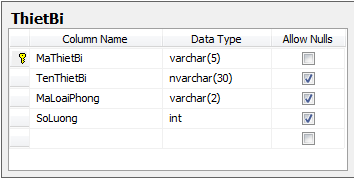 ThietBi
Column Name Data Type Allow Nulls
MaThietBi varchar(5)
TenThietBi nvarchar(30)
MaLoaiPhong varchar(2)
SoLuong int